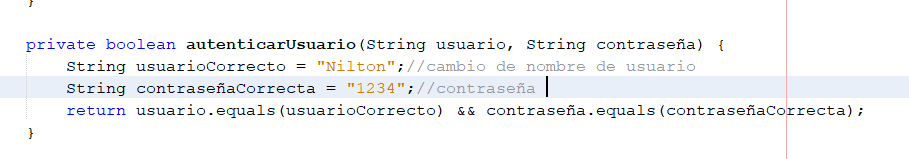 }
private boolean autenticarUsuario(String usuario, String contraseña) {
String usuarioCorrecto = "Nilton";//cambio de nombre de usuario
String contraseñaCorrecta = "1234";//contraseña
return usuario.equals(usuarioCorrecto) && contraseña.equals(contraseñaCorrecta);
}